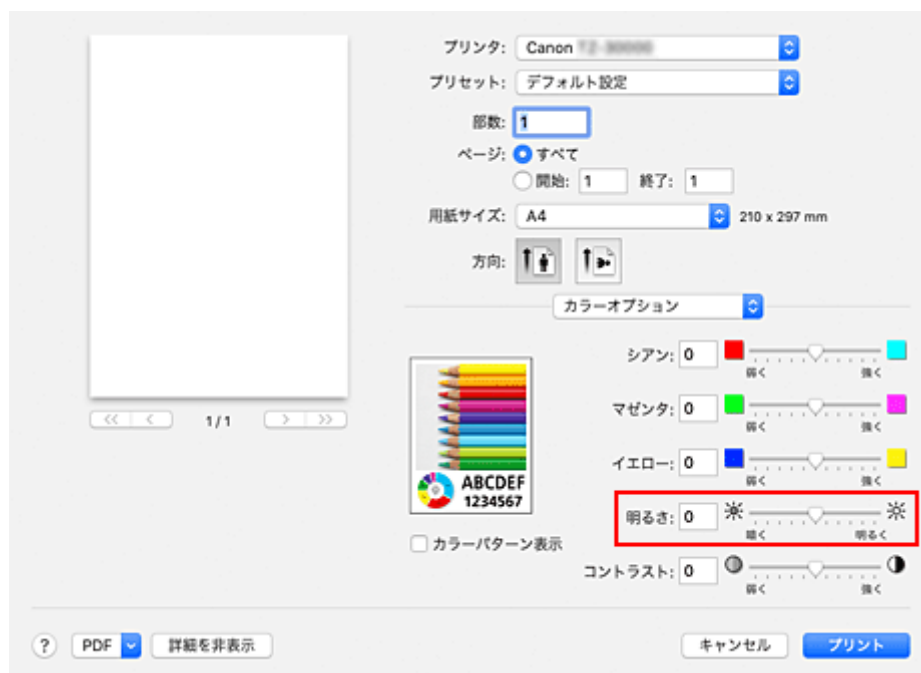 プリンタ: Canon
プリセット: デフォルト設定
部数: 1
ページ: すべて
開始: 1 終了: 1
用紙サイズ: A4 210 x 297 mm
方向:
カラーオプション
シアン: 0
弱く 強く
マゼンタ: 0
弱く 強く
イエロー: 0
弱く 強く
明るさ: 0
暗く 明るく
コントラスト: 0
弱く 強く
ABCDEF
1234567
カラーパターン表示
1/1
? PDF 詳細を非表示 キャンセル プリント